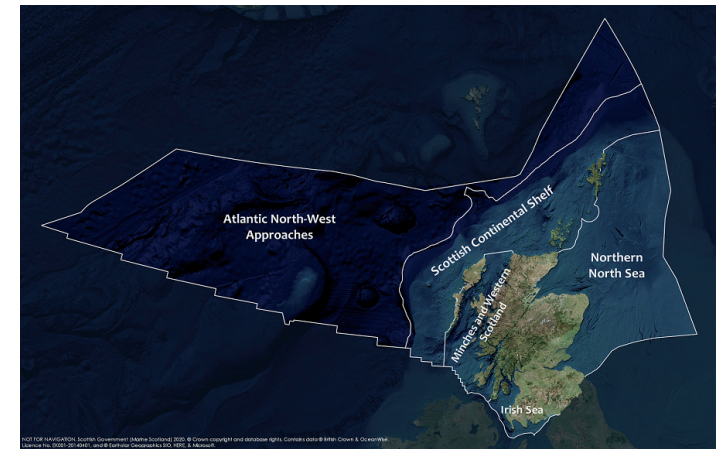 Atlantic North-West
Approaches
Scottish Continental Shelf
Northern
North Sea
Minches and Western
Scotland
Irish Sea
NOT FOR NAVIGATION. Scottish Government (Marine Scotland) 2020. © Crown copyright and database rights. Contains data © British Crown & OceanWise.
Licence No. EK001-20140401, and © Earthstar Geographics SIO, HERE, & Microsoft.